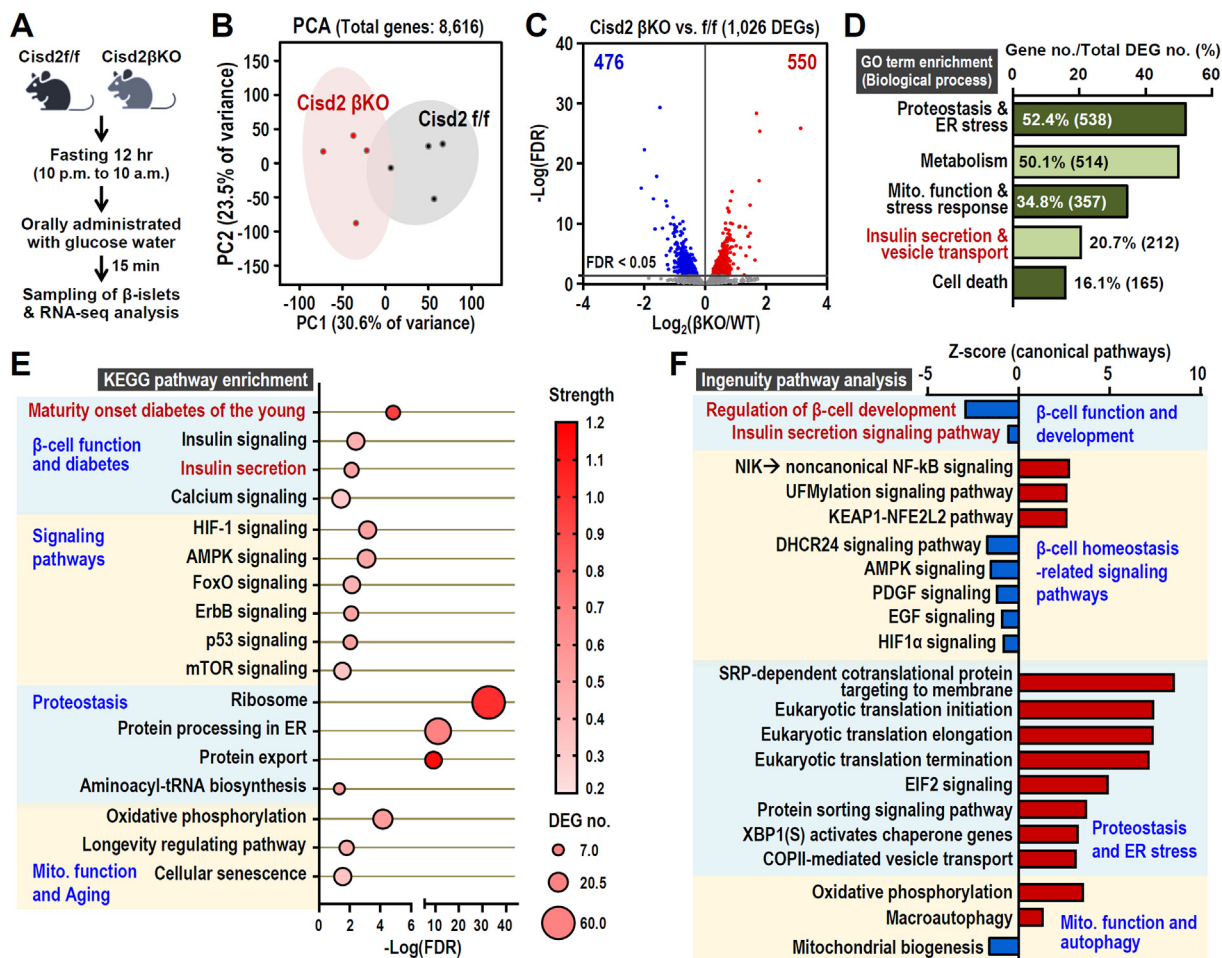 A
Cisd2f/f
Cisd2βKO
Fasting 12 hr
(10 p.m. to 10 a.m.)
Orally administrated
with glucose water
15 min
Sampling of β-islets
& RNA-seq analysis
B
PCA (Total genes: 8,616)
PC2 (23.5% of variance)
150
100
50
0
-50
-100
-150
Cisd2 βKO
Cisd2 f/f
-100
-50
0
50
100
PC1 (30.6% of variance)
C
Cisd2 βKO vs. f/f (1,026 DEGs)
-Log(FDR)
40
30
20
10
0
476
550
FDR < 0.05
-4
-2
0
2
4
Log2(βKO/WT)
D
GO term enrichment
(Biological process)
Gene no./Total DEG no. (%)
0
20
40
60
Proteostasis &
ER stress
52.4% (538)
Metabolism
50.1% (514)
Mito. function &
stress response
34.8% (357)
Insulin secretion &
vesicle transport
20.7% (212)
Cell death
16.1% (165)
E
KEGG pathway enrichment
β-cell function
and diabetes
Maturity onset diabetes of the young
Insulin signaling
Insulin secretion
Calcium signaling
Signaling
pathways
HIF-1 signaling
AMPK signaling
FoxO signaling
ErbB signaling
p53 signaling
mTOR signaling
Proteostasis
Ribosome
Protein processing in ER
Protein export
Aminoacyl-tRNA biosynthesis
Oxidative phosphorylation
Longevity regulating pathway
Cellular senescence
Mito. function
and Aging
0
2
4
6
10
20
30
40
-Log(FDR)
Strength
1.2
1.1
1.0
0.9
0.8
0.7
0.6
0.5
0.4
0.3
0.2
DEG no.
7.0
20.5
60.0
F
Ingenuity pathway analysis
Z-score (canonical pathways)
-5
0
5
10
Regulation of β-cell development
Insulin secretion signaling pathway
β-cell function and
development
NIK→ noncanonical NF-kB signaling
UFMylation signaling pathway
KEAP1-NFE2L2 pathway
DHCR24 signaling pathway
AMPK signaling
PDGF signaling
EGF signaling
HIF1α signaling
β-cell homeostasis
-related signaling
pathways
SRP-dependent cotranslational protein
targeting to membrane
Eukaryotic translation initiation
Eukaryotic translation elongation
Eukaryotic translation termination
EIF2 signaling
Protein sorting signaling pathway
XBP1(S) activates chaperone genes
COPII-mediated vesicle transport
Proteostasis
and ER stress
Oxidative phosphorylation
Macroautophagy
Mitochondrial biogenesis
Mito. function and
autophagy